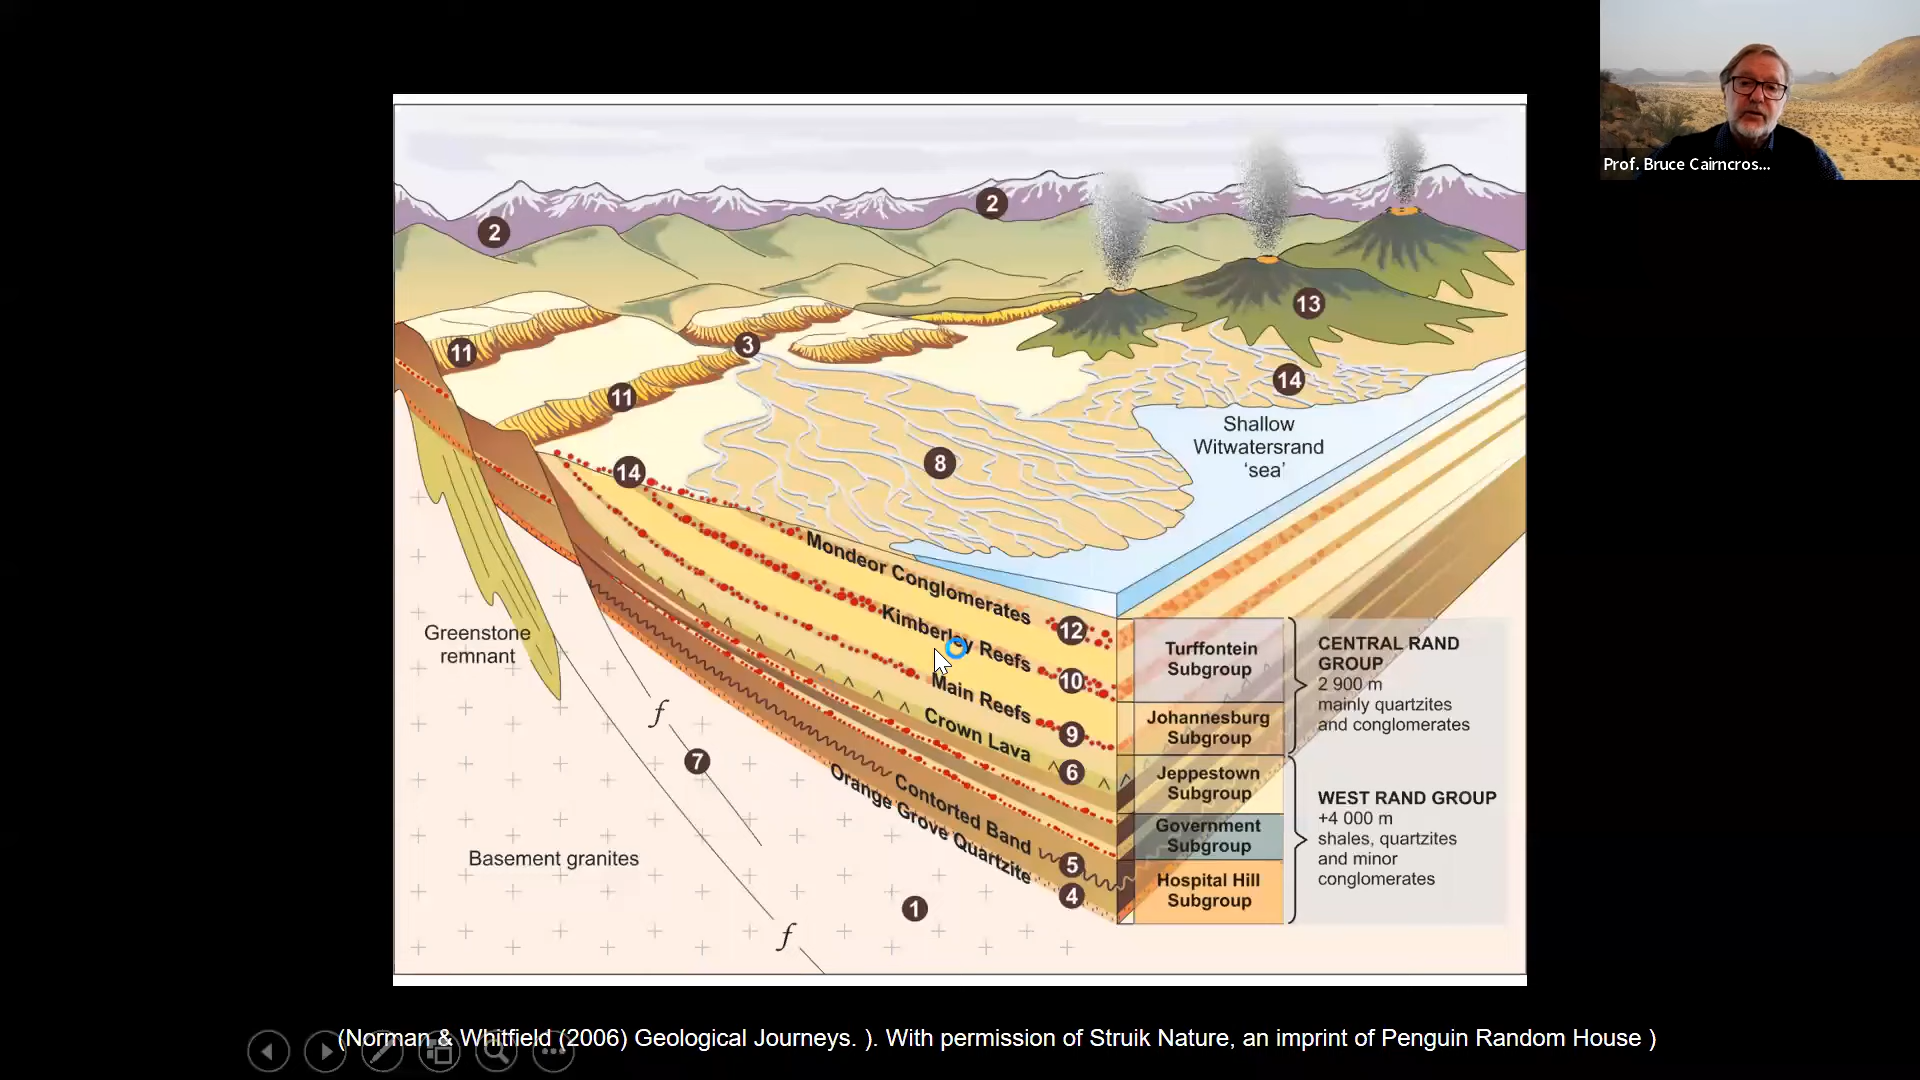 Prof. Bruce Cairncros...
2
2
13
3
11
11
14
Shallow
Witwatersrand
'sea'
8
14
Mondeor Conglomerates
12
Kimberley Reefs
10
Main Reefs
9
Crown Lava
6
Contorted Band
5
Orange Grove Quartzite
4
Greenstone
remnant
f
7
Basement granites
1
f
Turffontein
Subgroup
Johannesburg
Subgroup
Jeppestown
Subgroup
Government
Subgroup
Hospital Hill
Subgroup
CENTRAL RAND
GROUP
2 900 m
mainly quartzites
and conglomerates
WEST RAND GROUP
+4 000 m
shales, quartzites
and minor
conglomerates
(Norman & Whitfield (2006) Geological Journeys. ). With permission of Struik Nature, an imprint of Penguin Random House )